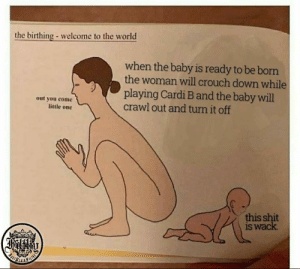 the birthing - welcome to the world
when the baby is ready to be born
the woman will crouch down while
playing Cardi B and the baby will
crawl out and turn it off
out you come
little one
this shit
is wack